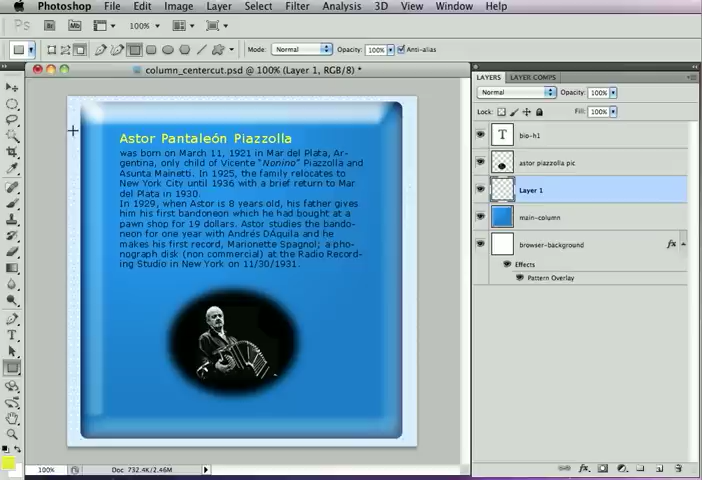 Photoshop File Edit Image Layer Select Filter Analysis 3D View Window Help
100%
Mode: Normal Opacity: 100% Anti-alias
column_centercut.psd @ 100% (Layer 1, RGB/8) *
LAYERS LAYER COMPS
Normal Opacity: 100%
Lock: Fill: 100%
T bio-h1
astor piazzolla pic
Layer 1
main-column
browser-background fx
Effects
Pattern Overlay
Astor Pantaleón Piazzolla
was born on March 11, 1921 in Mar del Plata, Ar-
gentina, only child of Vicente "Nonino" Piazzolla and
Asunta Mainetti. In 1925, the family relocates to
New York City until 1936 with a brief return to Mar
del Plata in 1930.
In 1929, when Astor is 8 years old, his father gives
him his first bandoneon which he had bought at a
pawn shop for 19 dollars. Astor studies the bando-
neon for one year with Andrés DAquila and he
makes his first record, Marionette Spagnol; a pho-
nograph disk (non commercial) at the Radio Record-
ing Studio in New York on 11/30/1931.
100% Doc: 732.4K/2.46M